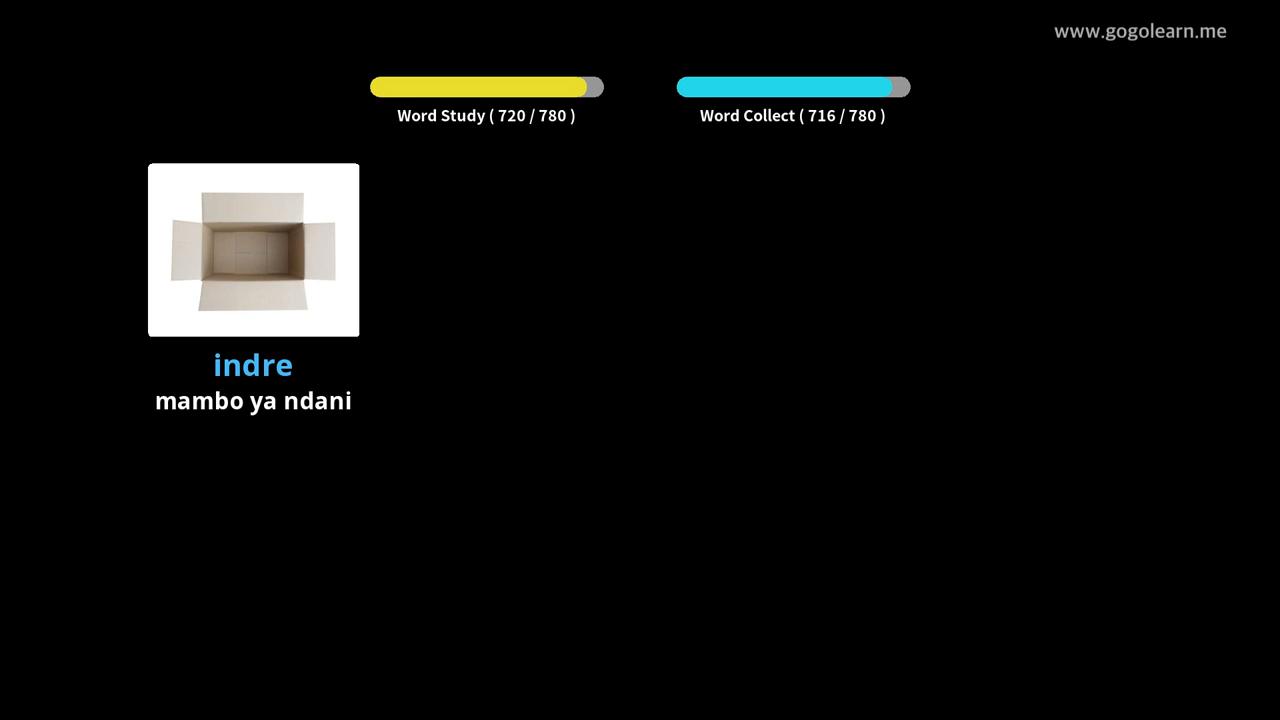 www.gogolearn.me
Word Study ( 720 / 780 )
Word Collect ( 716 / 780 )
indre
mambo ya ndani